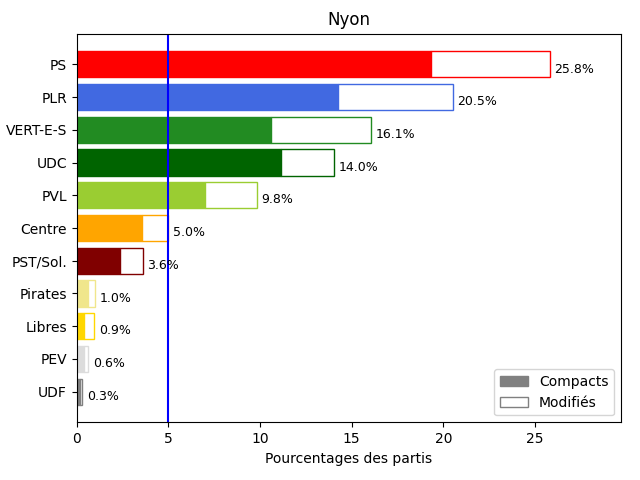 Nyon
PS 25.8%
PLR 20.5%
VERT-E-S 16.1%
UDC 14.0%
PVL 9.8%
Centre 5.0%
PST/Sol. 3.6%
Pirates 1.0%
Libres 0.9%
PEV 0.6%
UDF 0.3%
Compacts
Modifiés
0 5 10 15 20 25
Pourcentages des partis